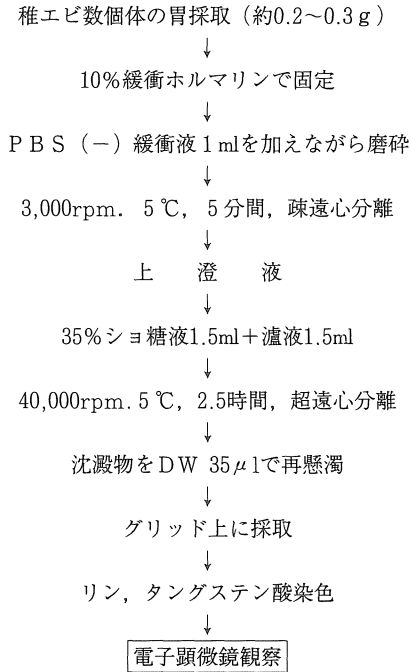 稚エビ数個体の胃採取（約0.2～0.3ｇ）
↓
10％緩衝ホルマリンで固定
↓
ＰＢＳ（－）緩衝液１mlを加えながら磨砕
↓
3,000rpm．５℃，５分間，疎遠心分離
↓
上　澄　液
↓
35％ショ糖液1.5ml＋濾液1.5ml
↓
40,000rpm．５℃，2.5時間，超遠心分離
↓
沈澱物をＤＷ 35μlで再懸濁
↓
グリッド上に採取
↓
リン，タングステン酸染色
↓
電子顕微鏡観察